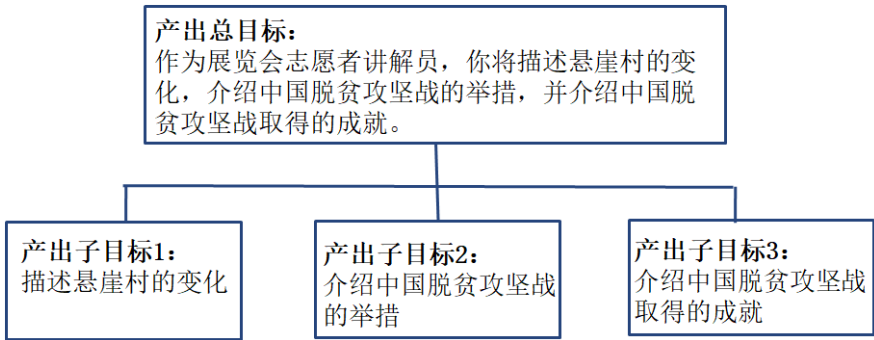 产出总目标：
作为展览会志愿者讲解员，你将描述悬崖村的变
化，介绍中国脱贫攻坚战的举措，并介绍中国脱
贫攻坚战取得的成就。
产出子目标1：
描述悬崖村的变化
产出子目标2：
介绍中国脱贫攻坚战
的举措
产出子目标3：
介绍中国脱贫攻坚战
取得的成就